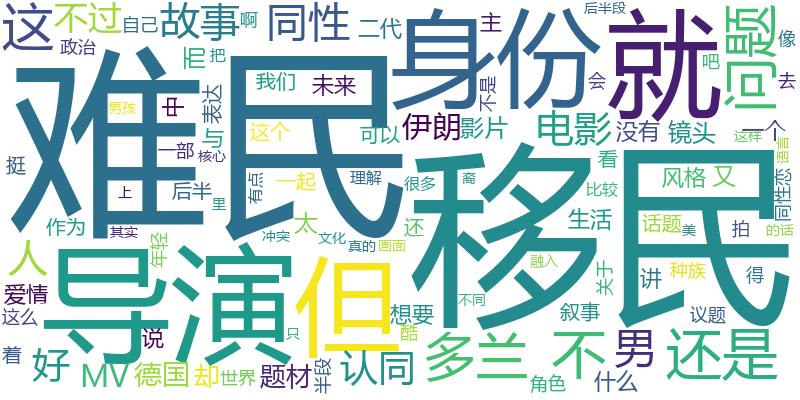 这
不过
自己
故事
啊
同性
二代
主
身份
就
后半段
问题
像
政治
而
把
我们
未来
会
不是
吧
去
难民
男孩
中
表达
与
这个
可以
伊朗
影片
电影
没有
镜头
一个
这样
语言
一部
核心
挺
上
后半
里
有点
一起
理解
很多
裔
看
比较
风格
又
同性恋
移民
作为
其实
年轻
冲突
太
文化
真的
画面
还
生活
话题
美
拍
的话
人
导演
但
不同
融入
关于
讲
种族
得
爱情
这么
说
想要
酷
叙事
议题
着
好
MV
德国
却
世界
题材
半段
只
认同
多兰
不
角色
男
什么
还是